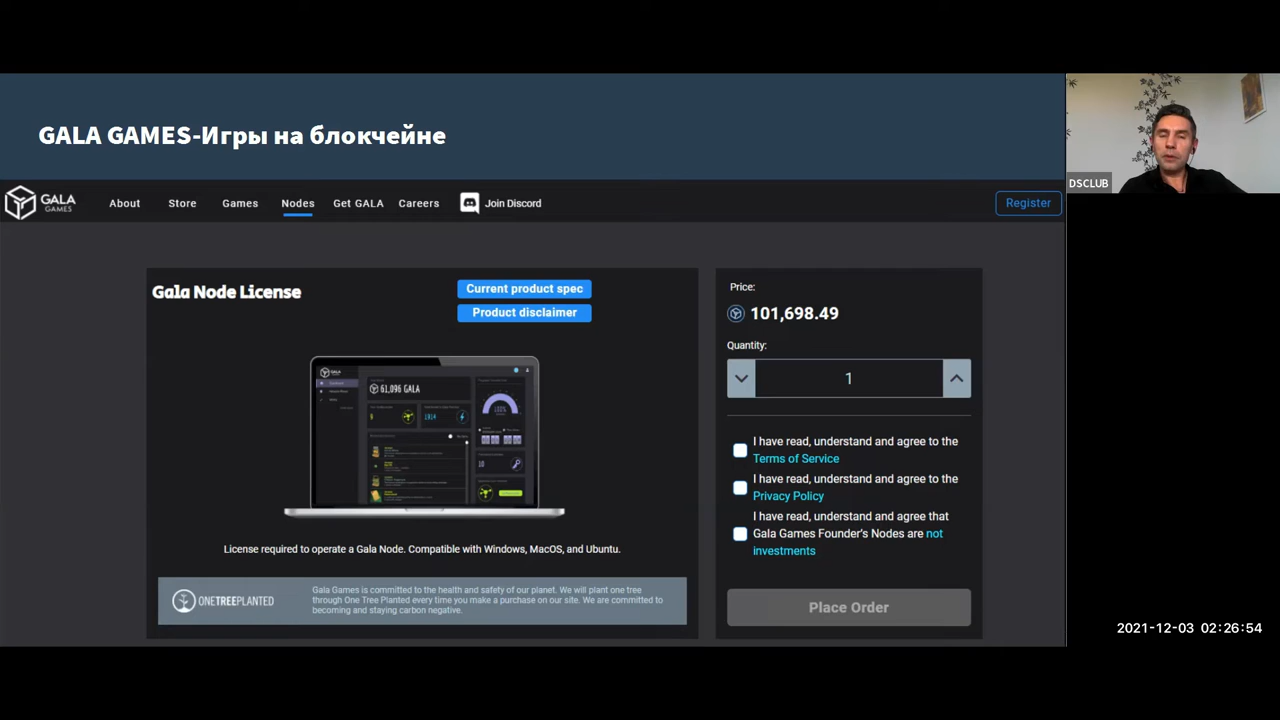 GALA GAMES-Игры на блокчейне
DSCLUB
GALA
GAMES
About
Store
Games
Nodes
Get GALA
Careers
Join Discord
Register
Gala Node License
Current product spec
Product disclaimer
GALA
61,096 GALA
1914
10
License required to operate a Gala Node. Compatible with Windows, MacOS, and Ubuntu.
ONETREEPLANTED
Gala Games is committed to the health and safety of our planet. We will plant one tree
through One Tree Planted every time you make a purchase on our site. We are committed to
becoming and staying carbon negative.
Price:
101,698.49
Quantity:
1
I have read, understand and agree to the
Terms of Service
I have read, understand and agree to the
Privacy Policy
I have read, understand and agree that
Gala Games Founder's Nodes are not
investments
Place Order
2021-12-03 02:26:54